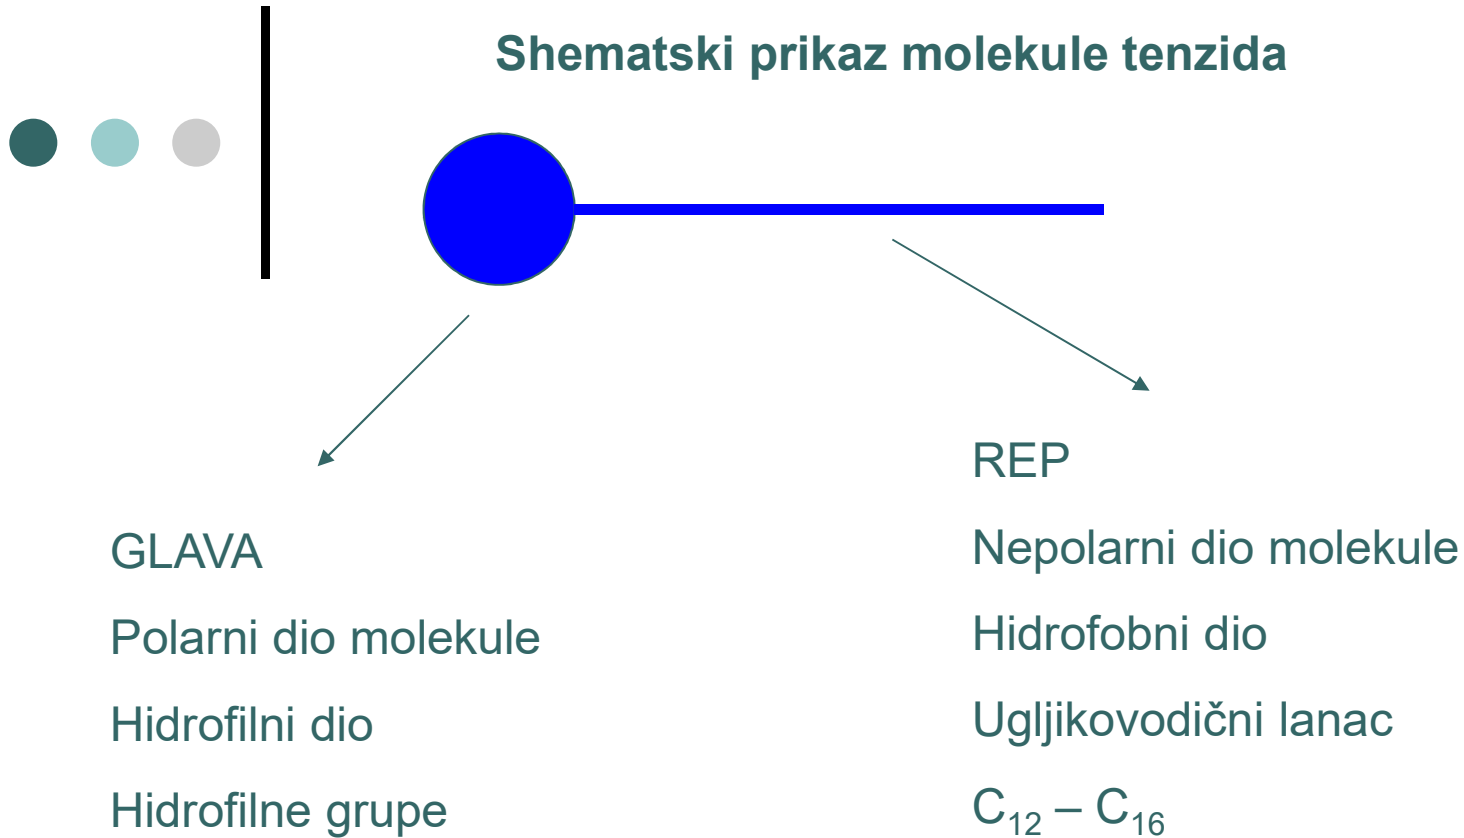 Shematski prikaz molekule tenzida
GLAVA
Polarni dio molekule
Hidrofilni dio
Hidrofilne grupe
REP
Nepolarni dio molekule
Hidrofobni dio
Ugljikovodični lanac
C₁₂ – C₁₆